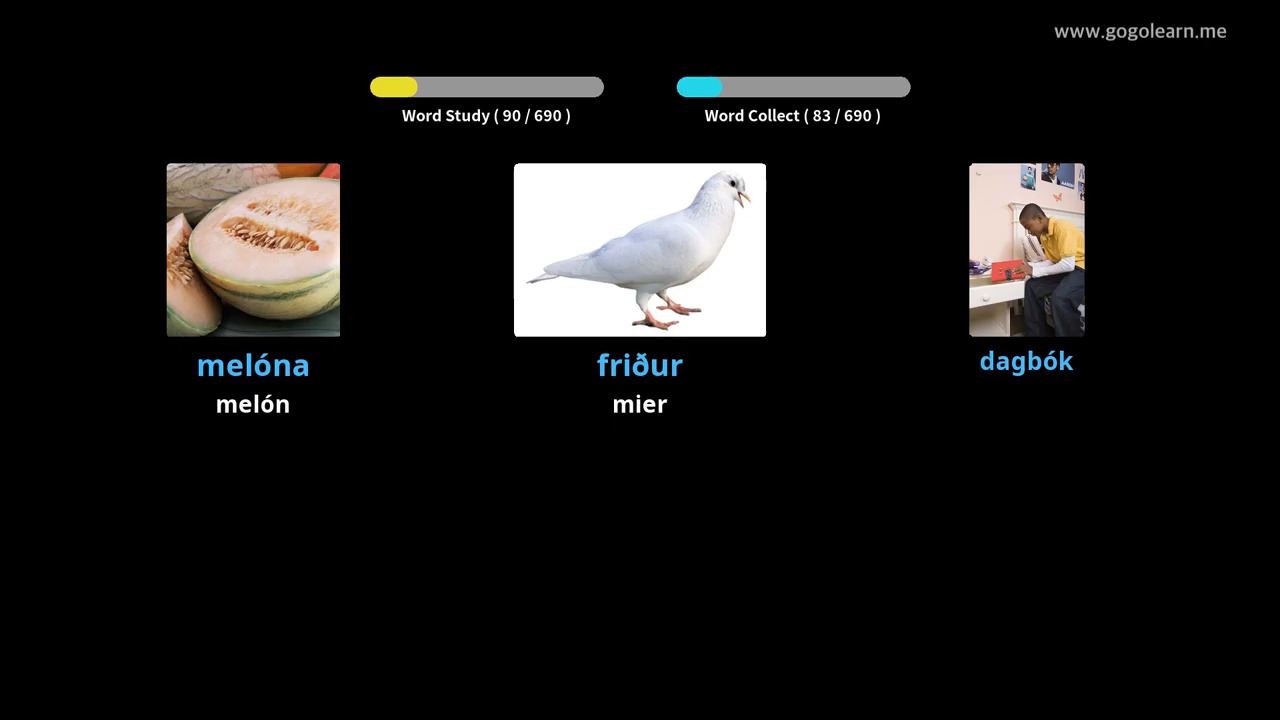 www.gogolearn.me
Word Study ( 90 / 690 )
Word Collect ( 83 / 690 )
melóna
friður
dagbók
melón
mier